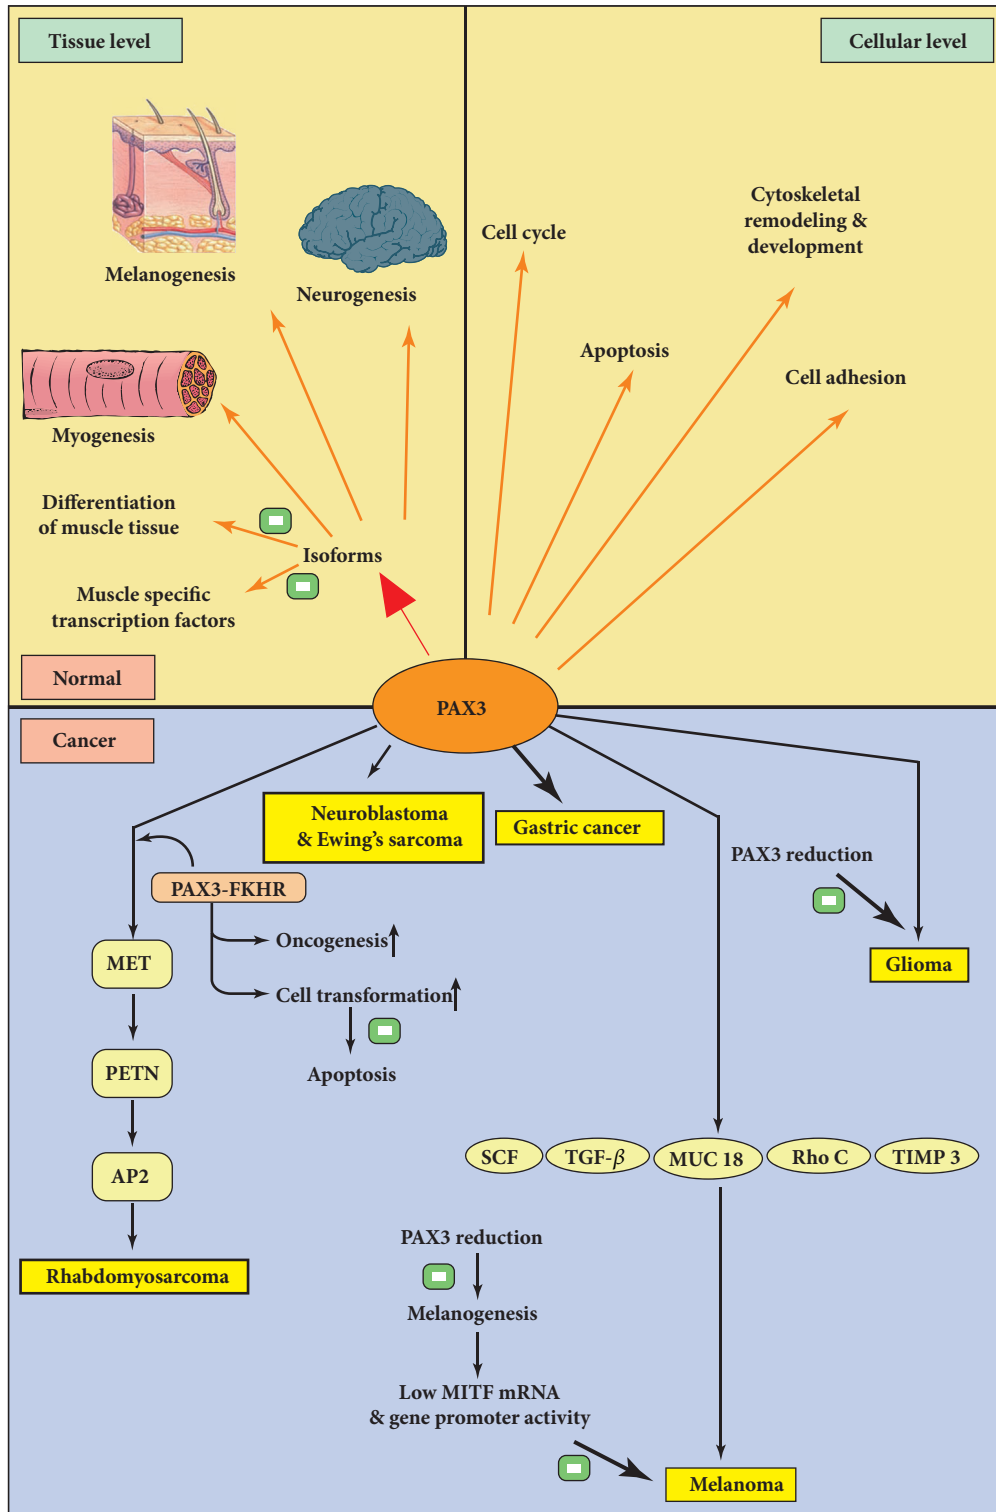 Tissue level
Cellular level
Melanogenesis
Neurogenesis
Myogenesis
Differentiation
of muscle tissue
Isoforms
Muscle specific
transcription factors
Cell cycle
Cytoskeletal
remodeling &
development
Apoptosis
Cell adhesion
Normal
PAX3
Cancer
Neuroblastoma
& Ewing's sarcoma
Gastric cancer
PAX3 reduction
Glioma
PAX3-FKHR
Oncogenesis
Cell transformation
Apoptosis
MET
PETN
AP2
Rhabdomyosarcoma
SCF
TGF-β
MUC 18
Rho C
TIMP 3
PAX3 reduction
Melanogenesis
Low MITF mRNA
& gene promoter activity
Melanoma